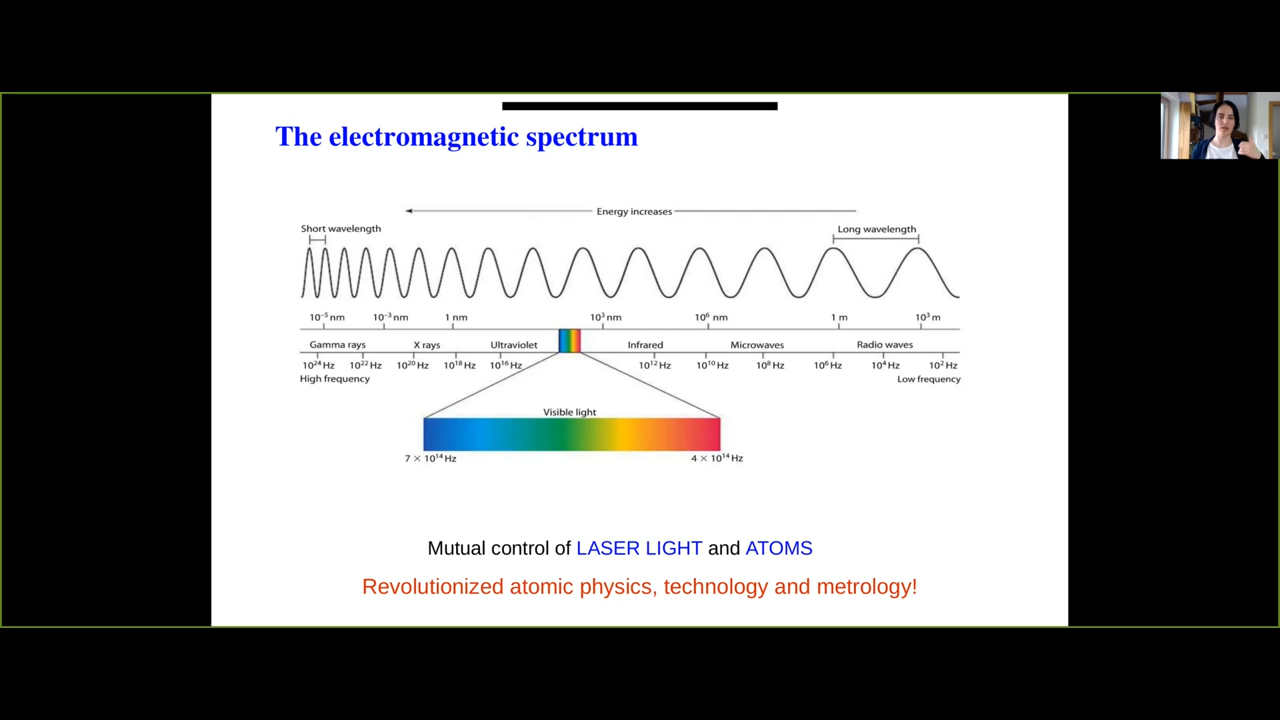 The electromagnetic spectrum
Energy increases
Short wavelength
Long wavelength
10⁻⁵ nm 10⁻³ nm 1 nm 10³ nm 10⁶ nm 1 m 10³ m
Gamma rays X rays Ultraviolet Infrared Microwaves Radio waves
10²⁴ Hz 10²² Hz 10²⁰ Hz 10¹⁸ Hz 10¹⁶ Hz 10¹² Hz 10¹⁰ Hz 10⁸ Hz 10⁶ Hz 10⁴ Hz 10² Hz
High frequency Low frequency
Visible light
7 × 10¹⁴ Hz 4 × 10¹⁴ Hz
Mutual control of LASER LIGHT and ATOMS
Revolutionized atomic physics, technology and metrology!